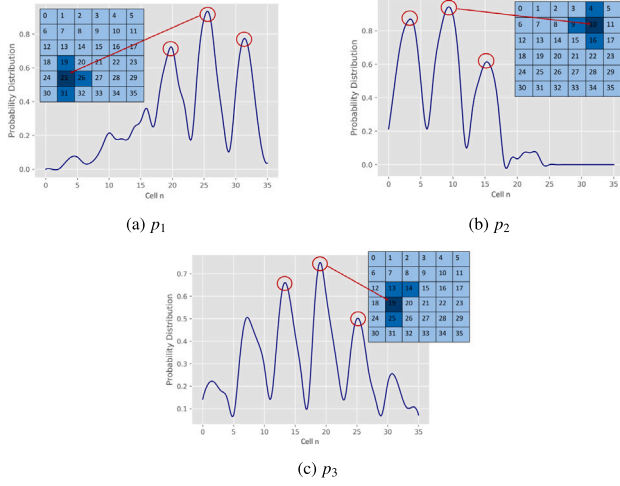 0 1 2 3 4 5
6 7 8 9 10 11
12 13 14 15 16 17
18 19 20 21 22 23
24 25 26 27 28 29
30 31 32 33 34 35
Probability Distribution
0.8
0.6
0.4
0.2
0.0
0 5 10 15 20 25 30 35
Cell n
(a) p1
0 1 2 3 4 5
6 7 8 9 10 11
12 13 14 15 16 17
18 19 20 21 22 23
24 25 26 27 28 29
30 31 32 33 34 35
Probability Distribution
0.8
0.6
0.4
0.2
0.0
0 5 10 15 20 25 30 35
Cell n
(b) p2
0 1 2 3 4 5
6 7 8 9 10 11
12 13 14 15 16 17
18 19 20 21 22 23
24 25 26 27 28 29
30 31 32 33 34 35
Probability Distribution
0.7
0.6
0.5
0.4
0.3
0.2
0.1
0 5 10 15 20 25 30 35
Cell n
(c) p3